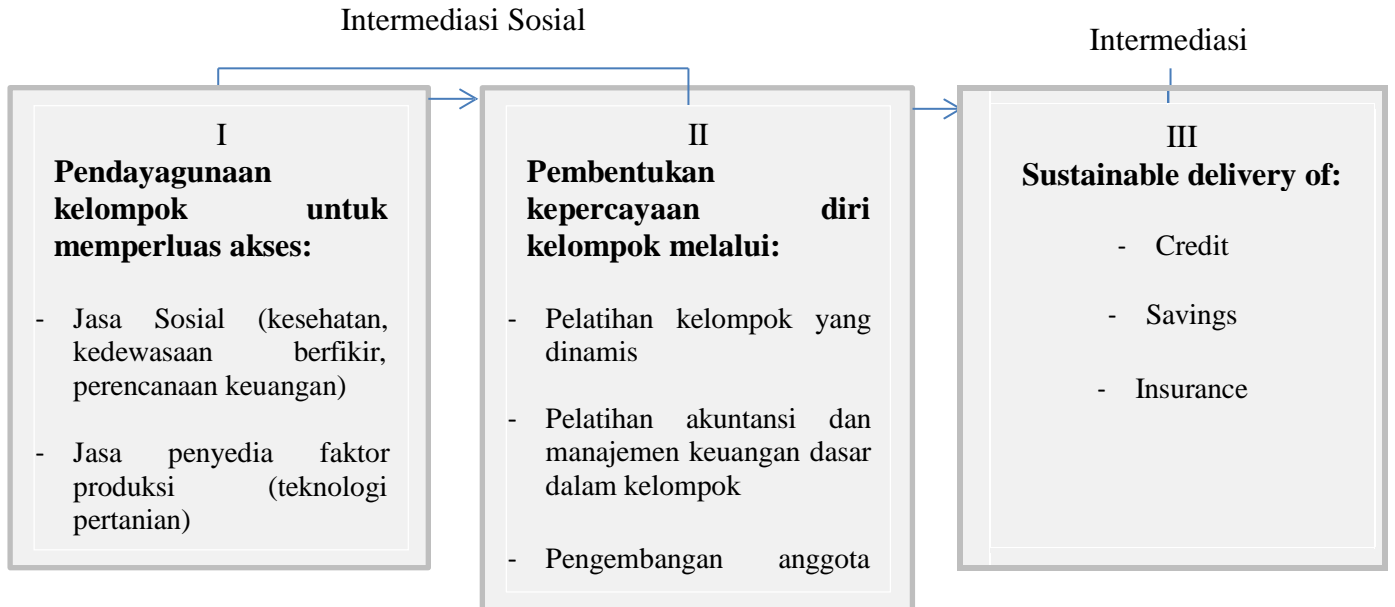 Intermediasi Sosial
Intermediasi
I
Pendayagunaan
kelompok untuk
memperluas akses:
- Jasa Sosial (kesehatan,
kedewasaan berfikir,
perencanaan keuangan)
- Jasa penyedia faktor
produksi (teknologi
pertanian)
II
Pembentukan
kepercayaan diri
kelompok melalui:
- Pelatihan kelompok yang
dinamis
- Pelatihan akuntansi dan
manajemen keuangan dasar
dalam kelompok
- Pengembangan anggota
III
Sustainable delivery of:
- Credit
- Savings
- Insurance